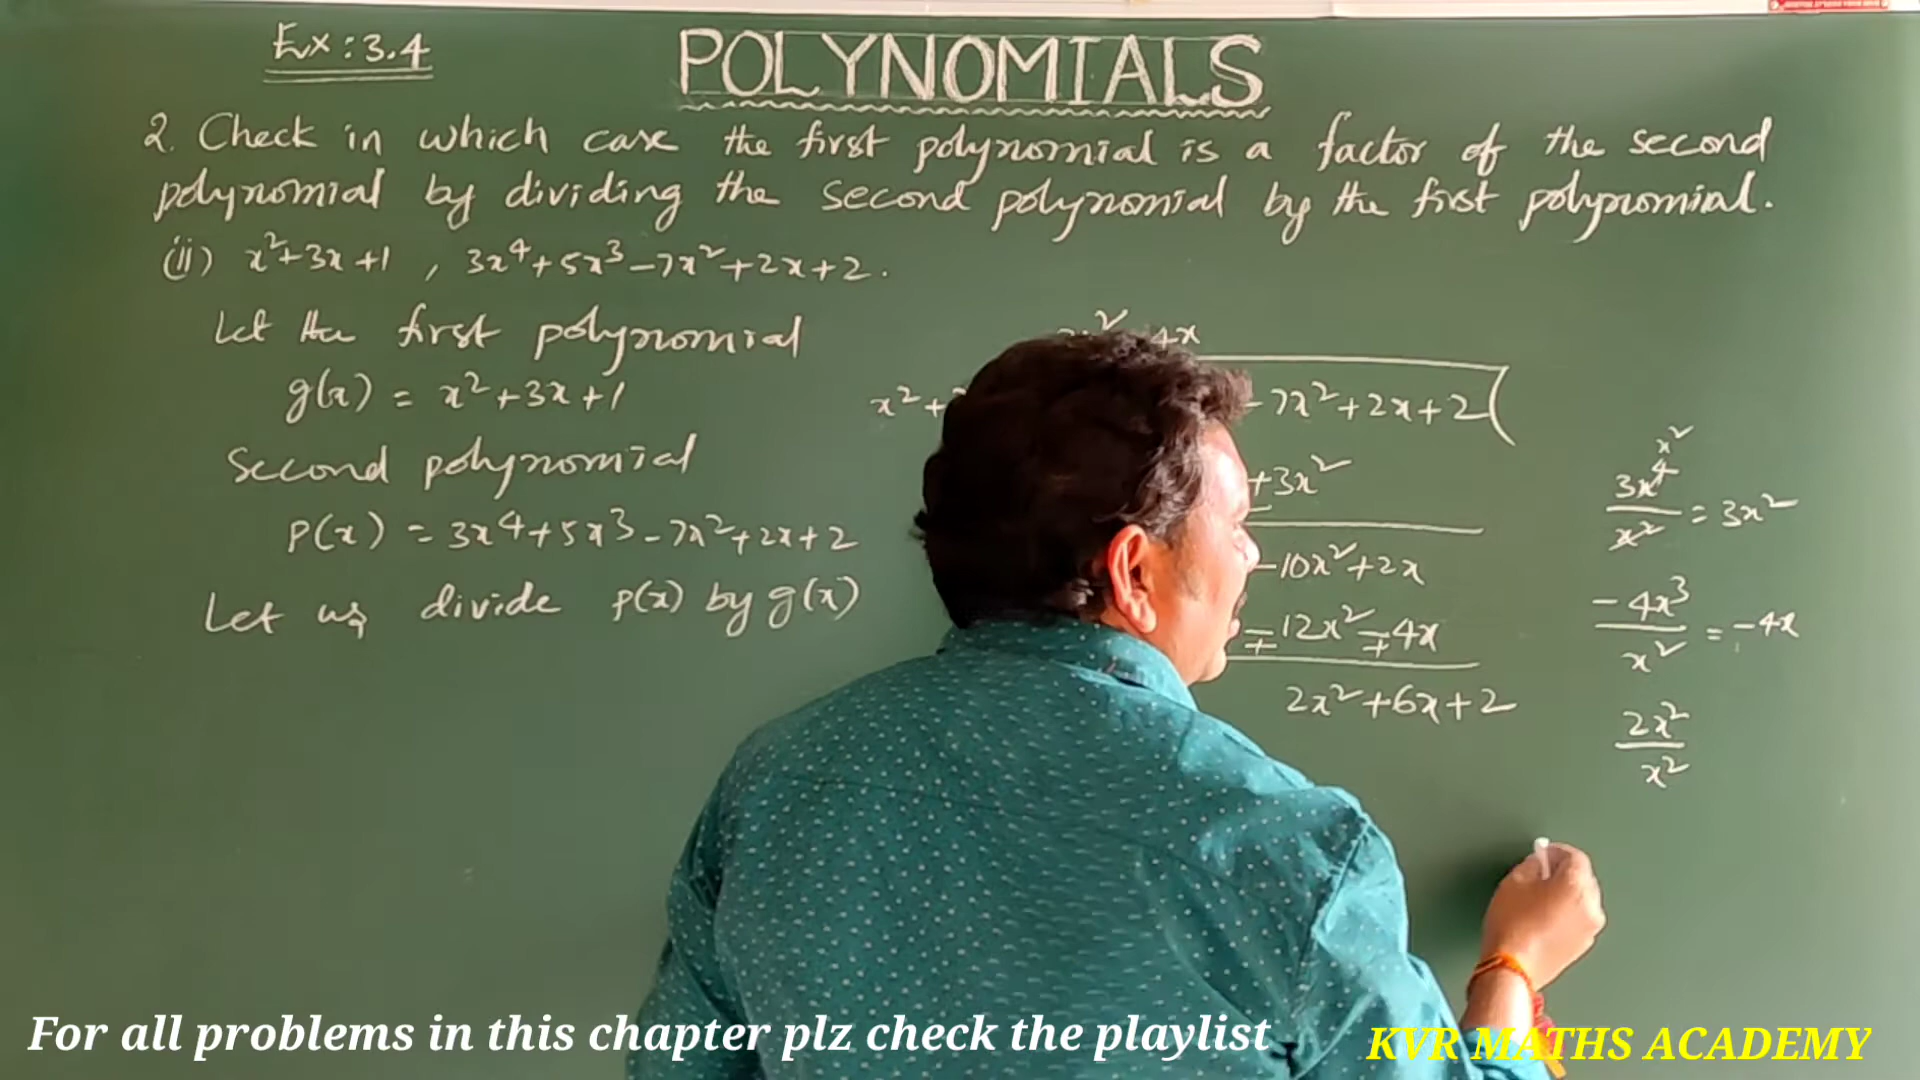 Ex : 3.4
POLYNOMIALS
2. Check in which case the first polynomial is a factor of the second
polynomial by dividing the second polynomial by the first polynomial.
(ii) x²+3x+1 , 3x⁴+5x³-7x²+2x+2.
Let the first polynomial
g(x) = x²+3x+1
Second polynomial
P(x) = 3x⁴+5x³-7x²+2x+2
Let us divide p(x) by g(x)
4x
x²+ -7x²+2x+2(
+3x²
-10x²+2x
∓12x²∓4x
2x²+6x+2
x²
3x⁴/x² = 3x²
-4x³/x² = -4x
2x²/x²
For all problems in this chapter plz check the playlist
KVR MATHS ACADEMY